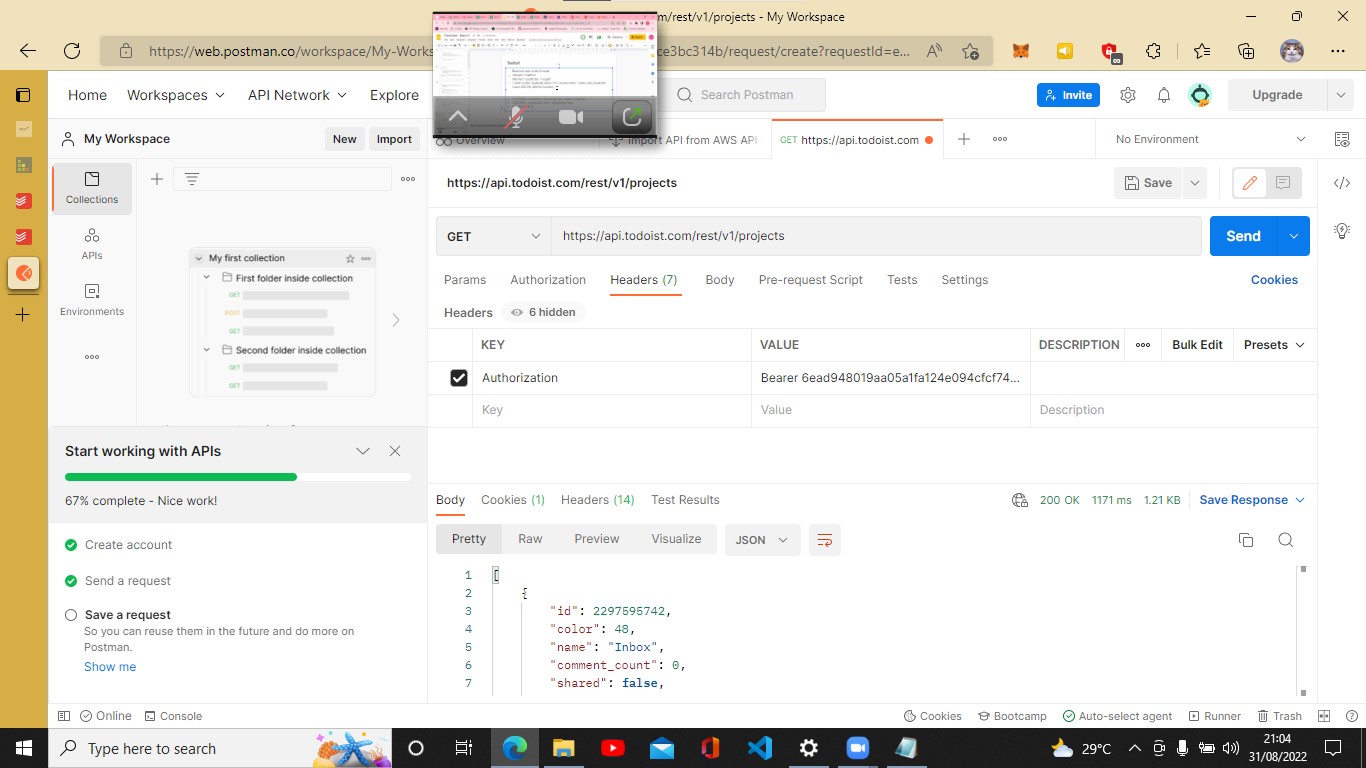 /rest/v1/projects - My Workspace
https://web.postman.co/workspace/My-Works
ce3bc314b/request/create?requestId=e...
Home
Workspaces
API Network
Explore
Search Postman
Invite
Upgrade
My Workspace
New
Import
Overview
Import API from AWS API
GET https://api.todoist.com
No Environment
Collections
APIs
Environments
My first collection
First folder inside collection
GET
POST
GET
Second folder inside collection
GET
GET
https://api.todoist.com/rest/v1/projects
Save
GET
https://api.todoist.com/rest/v1/projects
Send
Params
Authorization
Headers (7)
Body
Pre-request Script
Tests
Settings
Cookies
Headers
6 hidden
KEY
VALUE
DESCRIPTION
Bulk Edit
Presets
Authorization
Bearer 6ead948019aa05a1fa124e094cfcf74...
Key
Value
Description
Start working with APIs
67% complete - Nice work!
Create account
Send a request
Save a request
So you can reuse them in the future and do more on
Postman.
Show me
Body
Cookies (1)
Headers (14)
Test Results
200 OK
1171 ms
1.21 KB
Save Response
Pretty
Raw
Preview
Visualize
JSON
1 [
2 {
3 "id": 2297595742,
4 "color": 48,
5 "name": "Inbox",
6 "comment_count": 0,
7 "shared": false,
Online
Console
Cookies
Bootcamp
Auto-select agent
Runner
Trash
Type here to search
29°C
21:04
31/08/2022